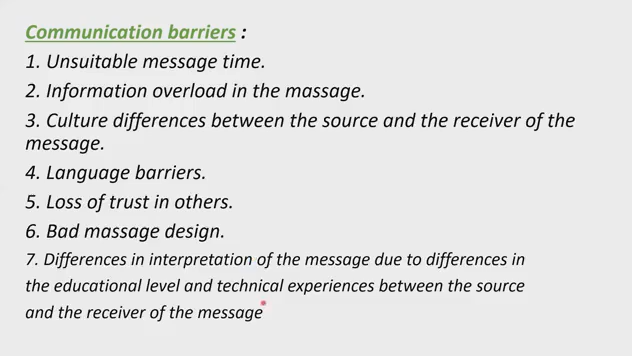 Communication barriers :
1. Unsuitable message time.
2. Information overload in the massage.
3. Culture differences between the source and the receiver of the
message.
4. Language barriers.
5. Loss of trust in others.
6. Bad massage design.
7. Differences in interpretation of the message due to differences in
the educational level and technical experiences between the source
and the receiver of the message